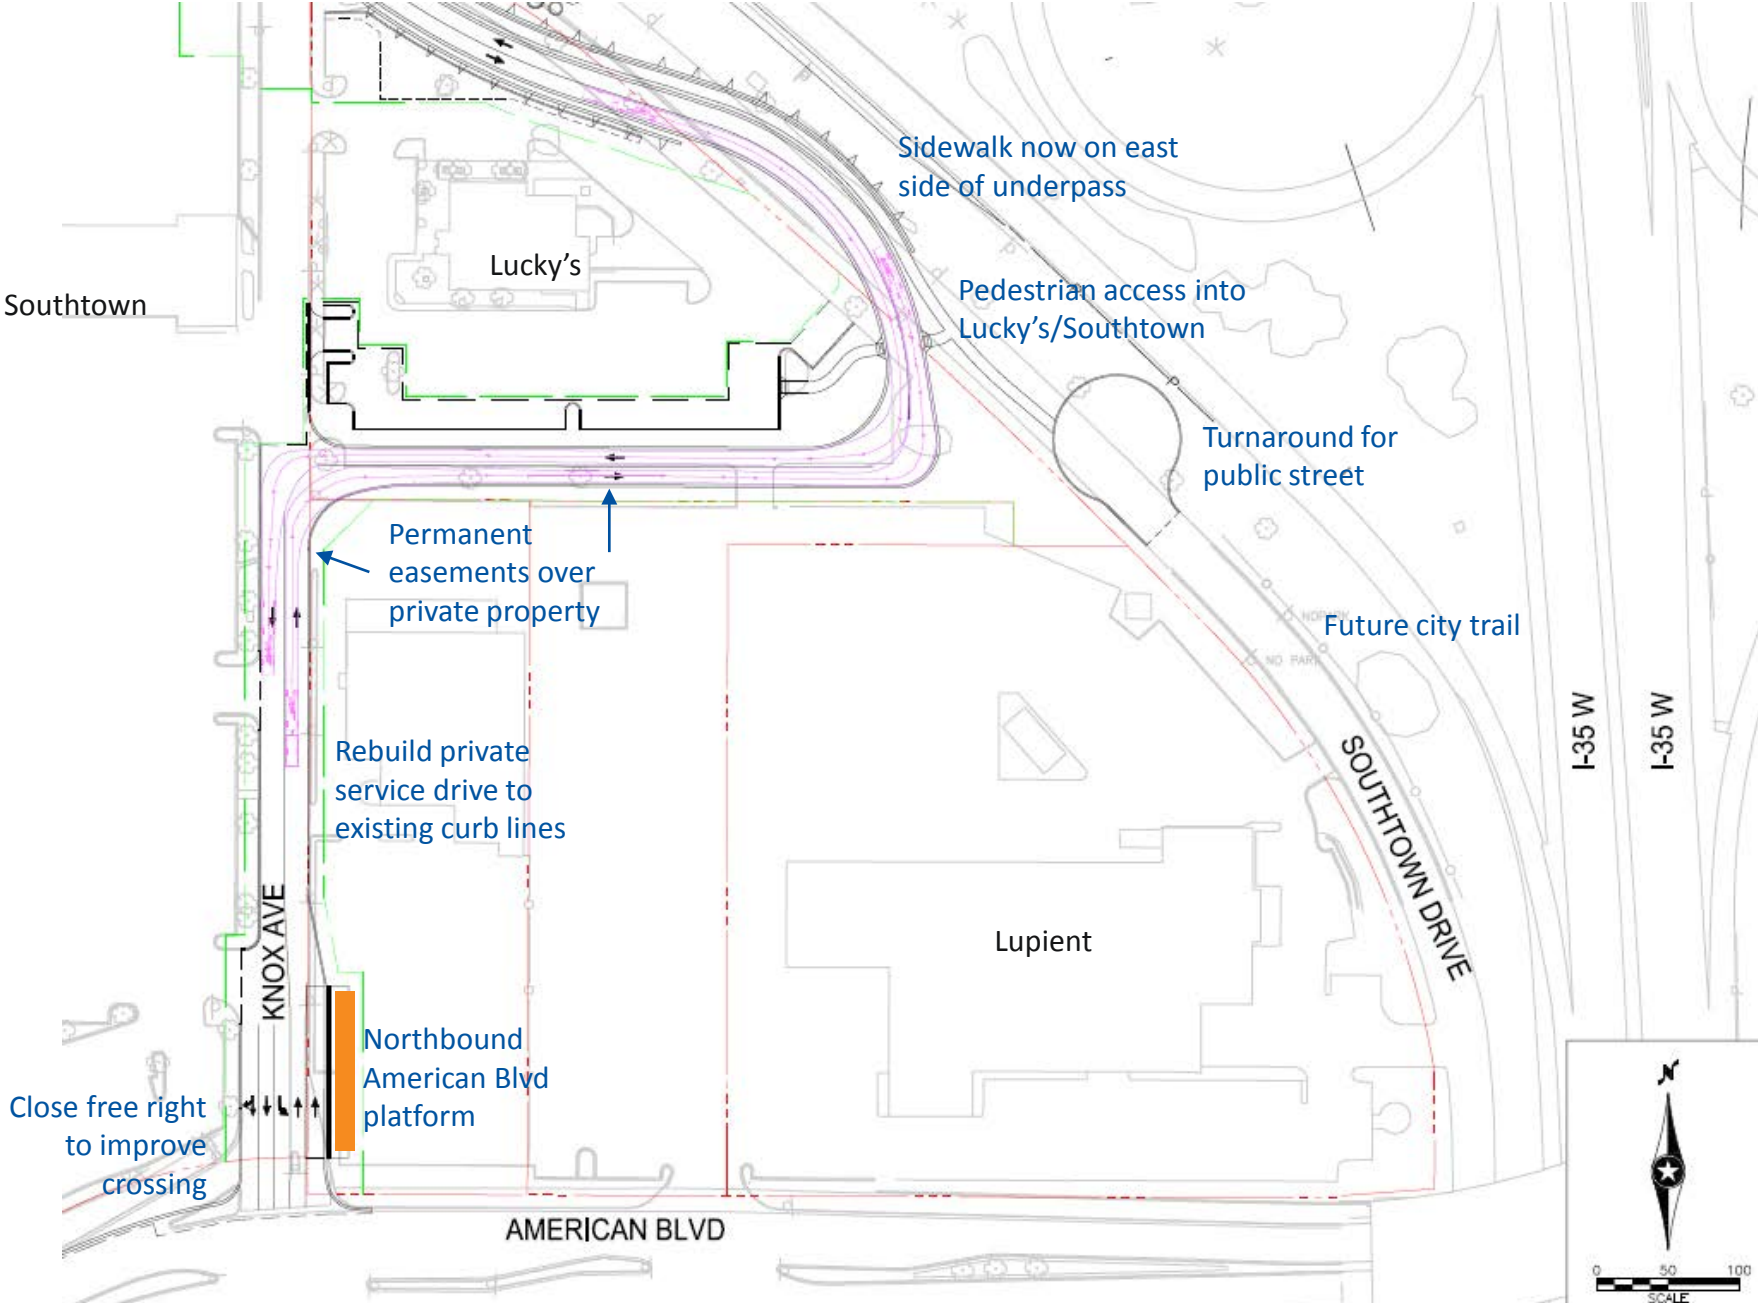 Sidewalk now on east
side of underpass
Lucky's
Southtown
Pedestrian access into
Lucky's/Southtown
Turnaround for
public street
Permanent
easements over
private property
Future city trail
NO PARK
Rebuild private
service drive to
existing curb lines
I-35 W
I-35 W
SOUTHTOWN DRIVE
KNOX AVE
Lupient
Northbound
American Blvd
platform
Close free right
to improve
crossing
AMERICAN BLVD
N
0 50 100
SCALE